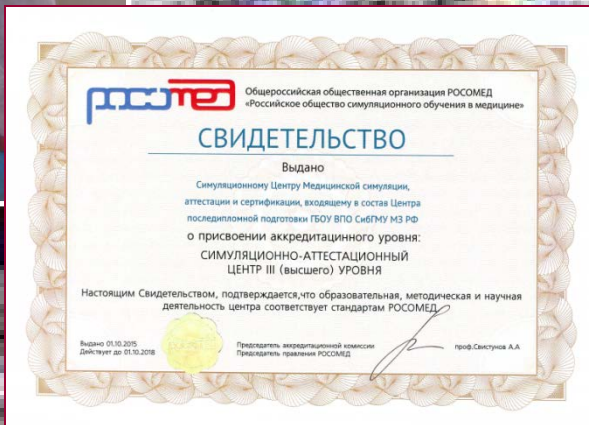 росомед
Общероссийская общественная организация РОСОМЕД
«Российское общество симуляционного обучения в медицине»
СВИДЕТЕЛЬСТВО
Выдано
Симуляционному Центру Медицинской симуляции,
аттестации и сертификации, входящему в состав Центра
последипломной подготовки ГБОУ ВПО СибГМУ МЗ РФ
о присвоении аккредитацинного уровня:
СИМУЛЯЦИОННО-АТТЕСТАЦИОННЫЙ
ЦЕНТР III (высшего) УРОВНЯ
Настоящим Свидетельством, подтверждается,что образовательная, методическая и научная
деятельность центра соответствует стандартам РОСОМЕД
Выдано 01.10.2015
Действует до 01.10.2018
Председатель аккредитационной комиссии
Председатель правления РОСОМЕД
проф.Свистунов А.А